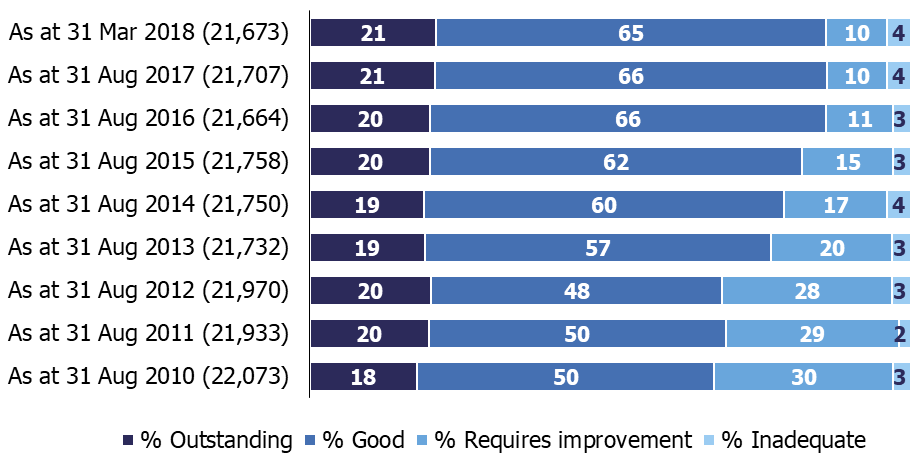 As at 31 Mar 2018 (21,673) 21 65 10 4
As at 31 Aug 2017 (21,707) 21 66 10 4
As at 31 Aug 2016 (21,664) 20 66 11 3
As at 31 Aug 2015 (21,758) 20 62 15 3
As at 31 Aug 2014 (21,750) 19 60 17 4
As at 31 Aug 2013 (21,732) 19 57 20 3
As at 31 Aug 2012 (21,970) 20 48 28 3
As at 31 Aug 2011 (21,933) 20 50 29 2
As at 31 Aug 2010 (22,073) 18 50 30 3
% Outstanding % Good % Requires improvement % Inadequate